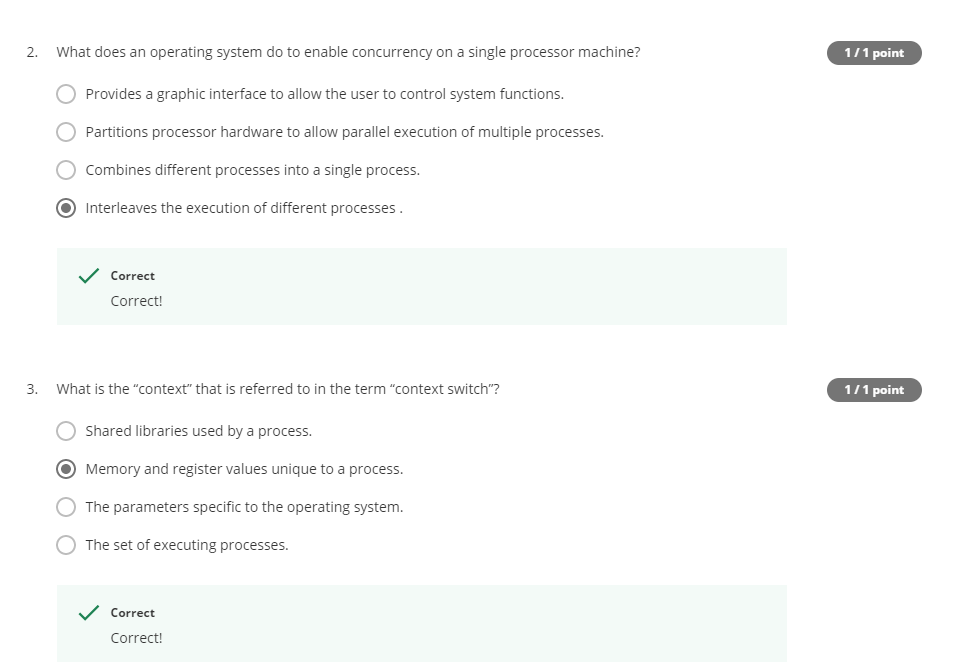 2. What does an operating system do to enable concurrency on a single processor machine? 1 / 1 point
Provides a graphic interface to allow the user to control system functions.
Partitions processor hardware to allow parallel execution of multiple processes.
Combines different processes into a single process.
Interleaves the execution of different processes .
Correct
Correct!
3. What is the “context” that is referred to in the term “context switch”? 1 / 1 point
Shared libraries used by a process.
Memory and register values unique to a process.
The parameters specific to the operating system.
The set of executing processes.
Correct
Correct!